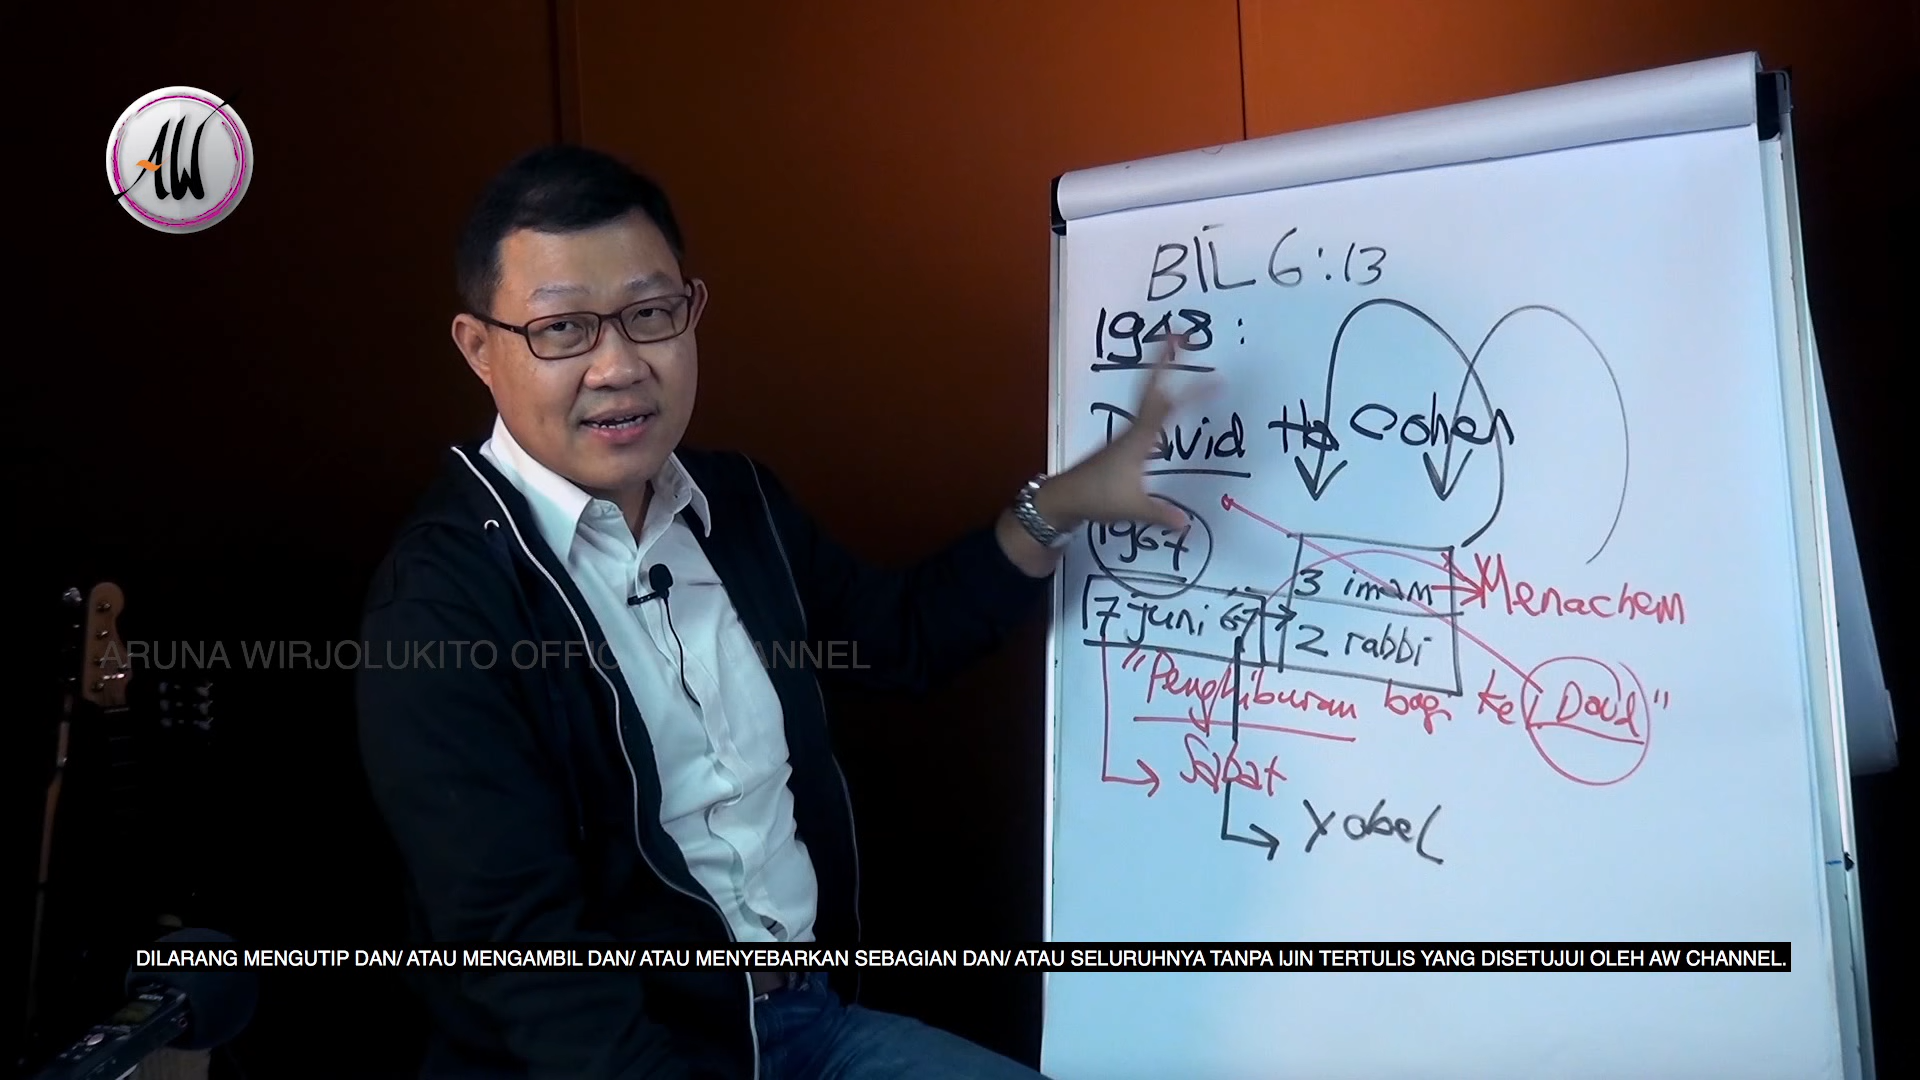 AW
BIL 6:13
1948 :
David Ha Cohen
1967
3 imam → Menachem
7 juni 67 → 2 rabbi
"Penghiburan bagi ke David"
Sabat
Yobel
ARUNA WIRJOLUKITO OFFIC ANNEL
DILARANG MENGUTIP DAN/ ATAU MENGAMBIL DAN/ ATAU MENYEBARKAN SEBAGIAN DAN/ ATAU SELURUHNYA TANPA IJIN TERTULIS YANG DISETUJUI OLEH AW CHANNEL.